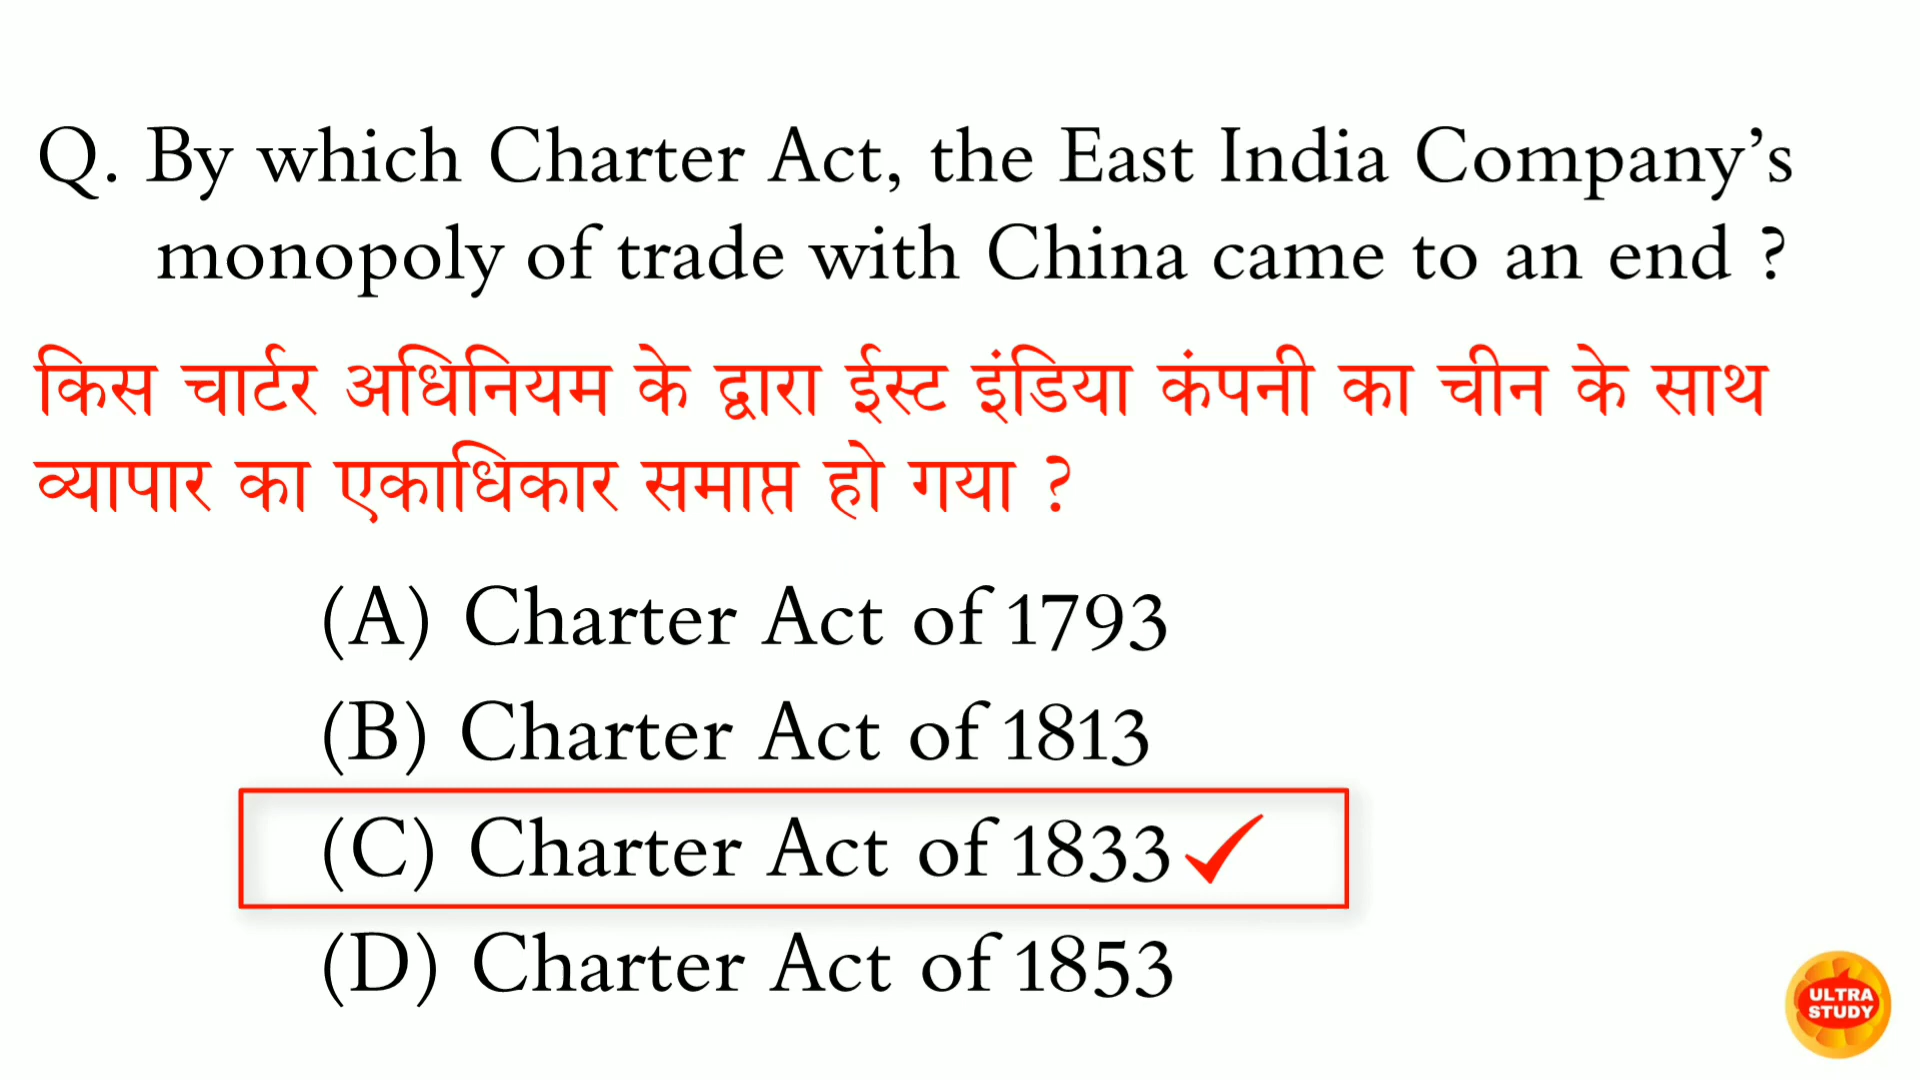 Q. By which Charter Act, the East India Company’s
monopoly of trade with China came to an end ?
किस चार्टर अधिनियम के द्वारा ईस्ट इंडिया कंपनी का चीन के साथ
व्यापार का एकाधिकार समाप्त हो गया ?
(A) Charter Act of 1793
(B) Charter Act of 1813
(C) Charter Act of 1833
(D) Charter Act of 1853
ULTRA
STUDY